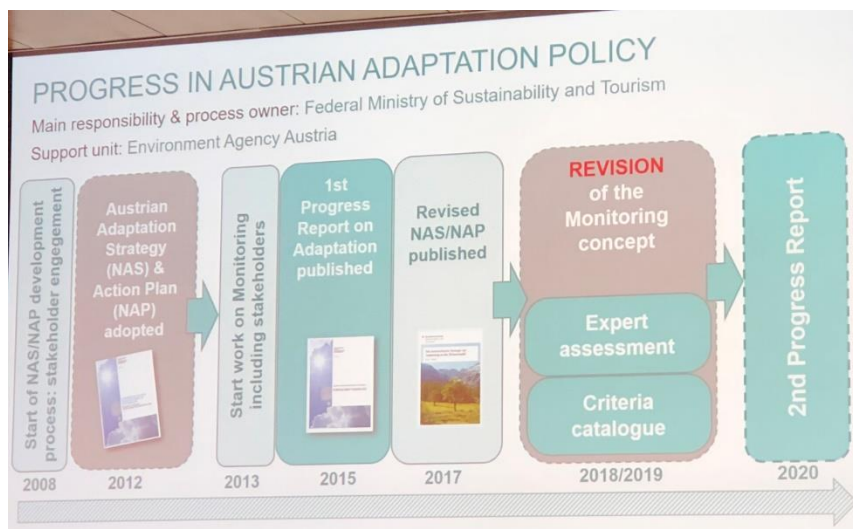 PROGRESS IN AUSTRIAN ADAPTATION POLICY
Main responsibility & process owner: Federal Ministry of Sustainability and Tourism
Support unit: Environment Agency Austria
Start of NAS/NAP development
process: stakeholder engegement
2008
Austrian
Adaptation
Strategy
(NAS) &
Action Plan
(NAP)
adopted
2012
Start work on Monitoring
including stakeholders
2013
1st
Progress
Report on
Adaptation
published
2015
Revised
NAS/NAP
published
2017
REVISION
of the
Monitoring
concept
Expert
assessment
Criteria
catalogue
2018/2019
2nd Progress Report
2020